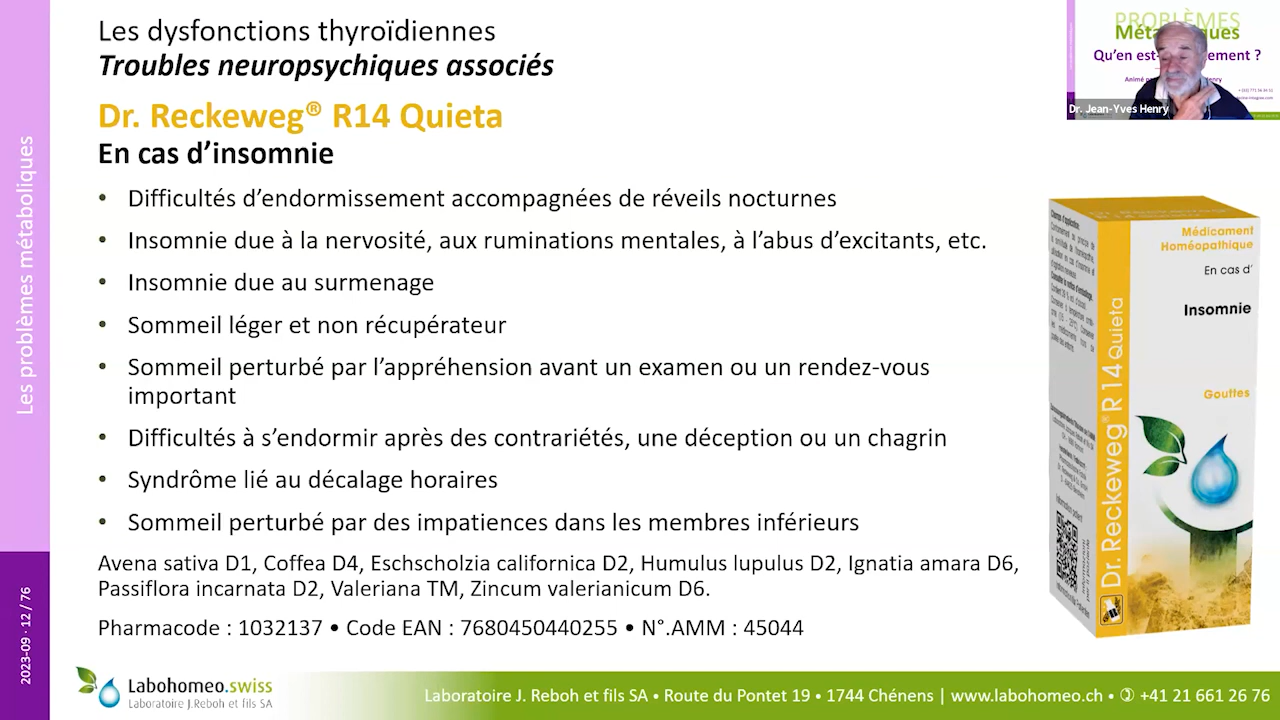 Les dysfonctions thyroïdiennes
Troubles neuropsychiques associés
Dr. Reckeweg® R14 Quieta
En cas d’insomnie
• Difficultés d’endormissement accompagnées de réveils nocturnes
• Insomnie due à la nervosité, aux ruminations mentales, à l’abus d’excitants, etc.
• Insomnie due au surmenage
• Sommeil léger et non récupérateur
• Sommeil perturbé par l’appréhension avant un examen ou un rendez-vous
important
• Difficultés à s’endormir après des contrariétés, une déception ou un chagrin
• Syndrôme lié au décalage horaires
• Sommeil perturbé par des impatiences dans les membres inférieurs
Avena sativa D1, Coffea D4, Eschscholzia californica D2, Humulus lupulus D2, Ignatia amara D6,
Passiflora incarnata D2, Valeriana TM, Zincum valerianicum D6.
Pharmacode : 1032137 • Code EAN : 7680450440255 • N°.AMM : 45044
Les problèmes métaboliques
2023-09 · 12 / 76
PROBLÈMES
Qu’en est-
? 
Dr. Jean-Yves Henry
Médicament
Homéopathique
En cas d’
Insomnie
Gouttes
Dr. Reckeweg® R 14 Quieta
Labohomeo.swiss
Laboratoire J.Reboh et fils SA
Laboratoire J. Reboh et fils SA • Route du Pontet 19 • 1744 Chénens | www.labohomeo.ch • ✆ +41 21 661 26 76